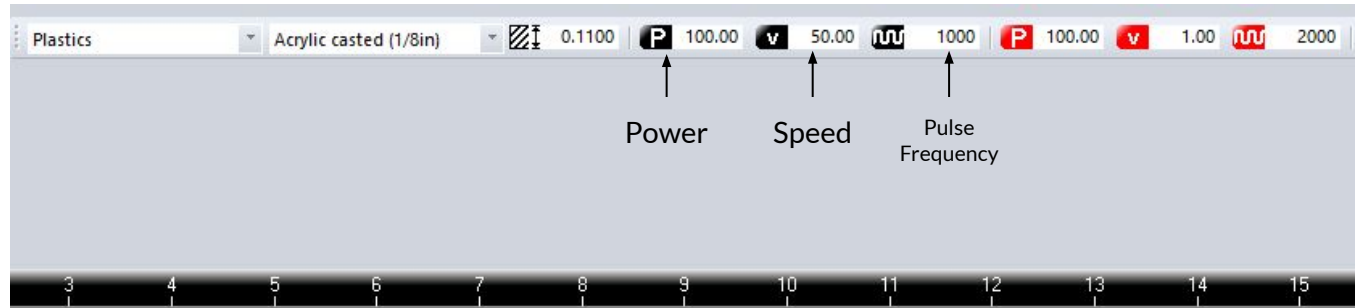 Plastics Acrylic casted (1/8in) 0.1100 P 100.00 v 50.00 1000 P 100.00 v 1.00 2000
Power Speed Pulse
Frequency
3 4 5 6 7 8 9 10 11 12 13 14 15